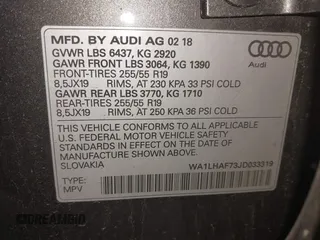 MFD. BY AUDI AG 02 18
GVWR LBS 6437, KG 2920
GAWR FRONT LBS 3064, KG 1390
FRONT-TIRES 255/55 R19
8,5JX19 RIMS, AT 230 KPA 33 PSI COLD
GAWR REAR LBS 3770, KG 1710
REAR-TIRES 255/55 R19
8,5JX19 RIMS, AT 250 KPA 36 PSI COLD
THIS VEHICLE CONFORMS TO ALL APPLICABLE
U.S. FEDERAL MOTOR VEHICLE SAFETY
STANDARDS IN EFFECT ON THE DATE OF
MANUFACTURE SHOWN ABOVE.
SLOVAKIA WA1LHAF73JD033319
TYPE:
MPV
Audi